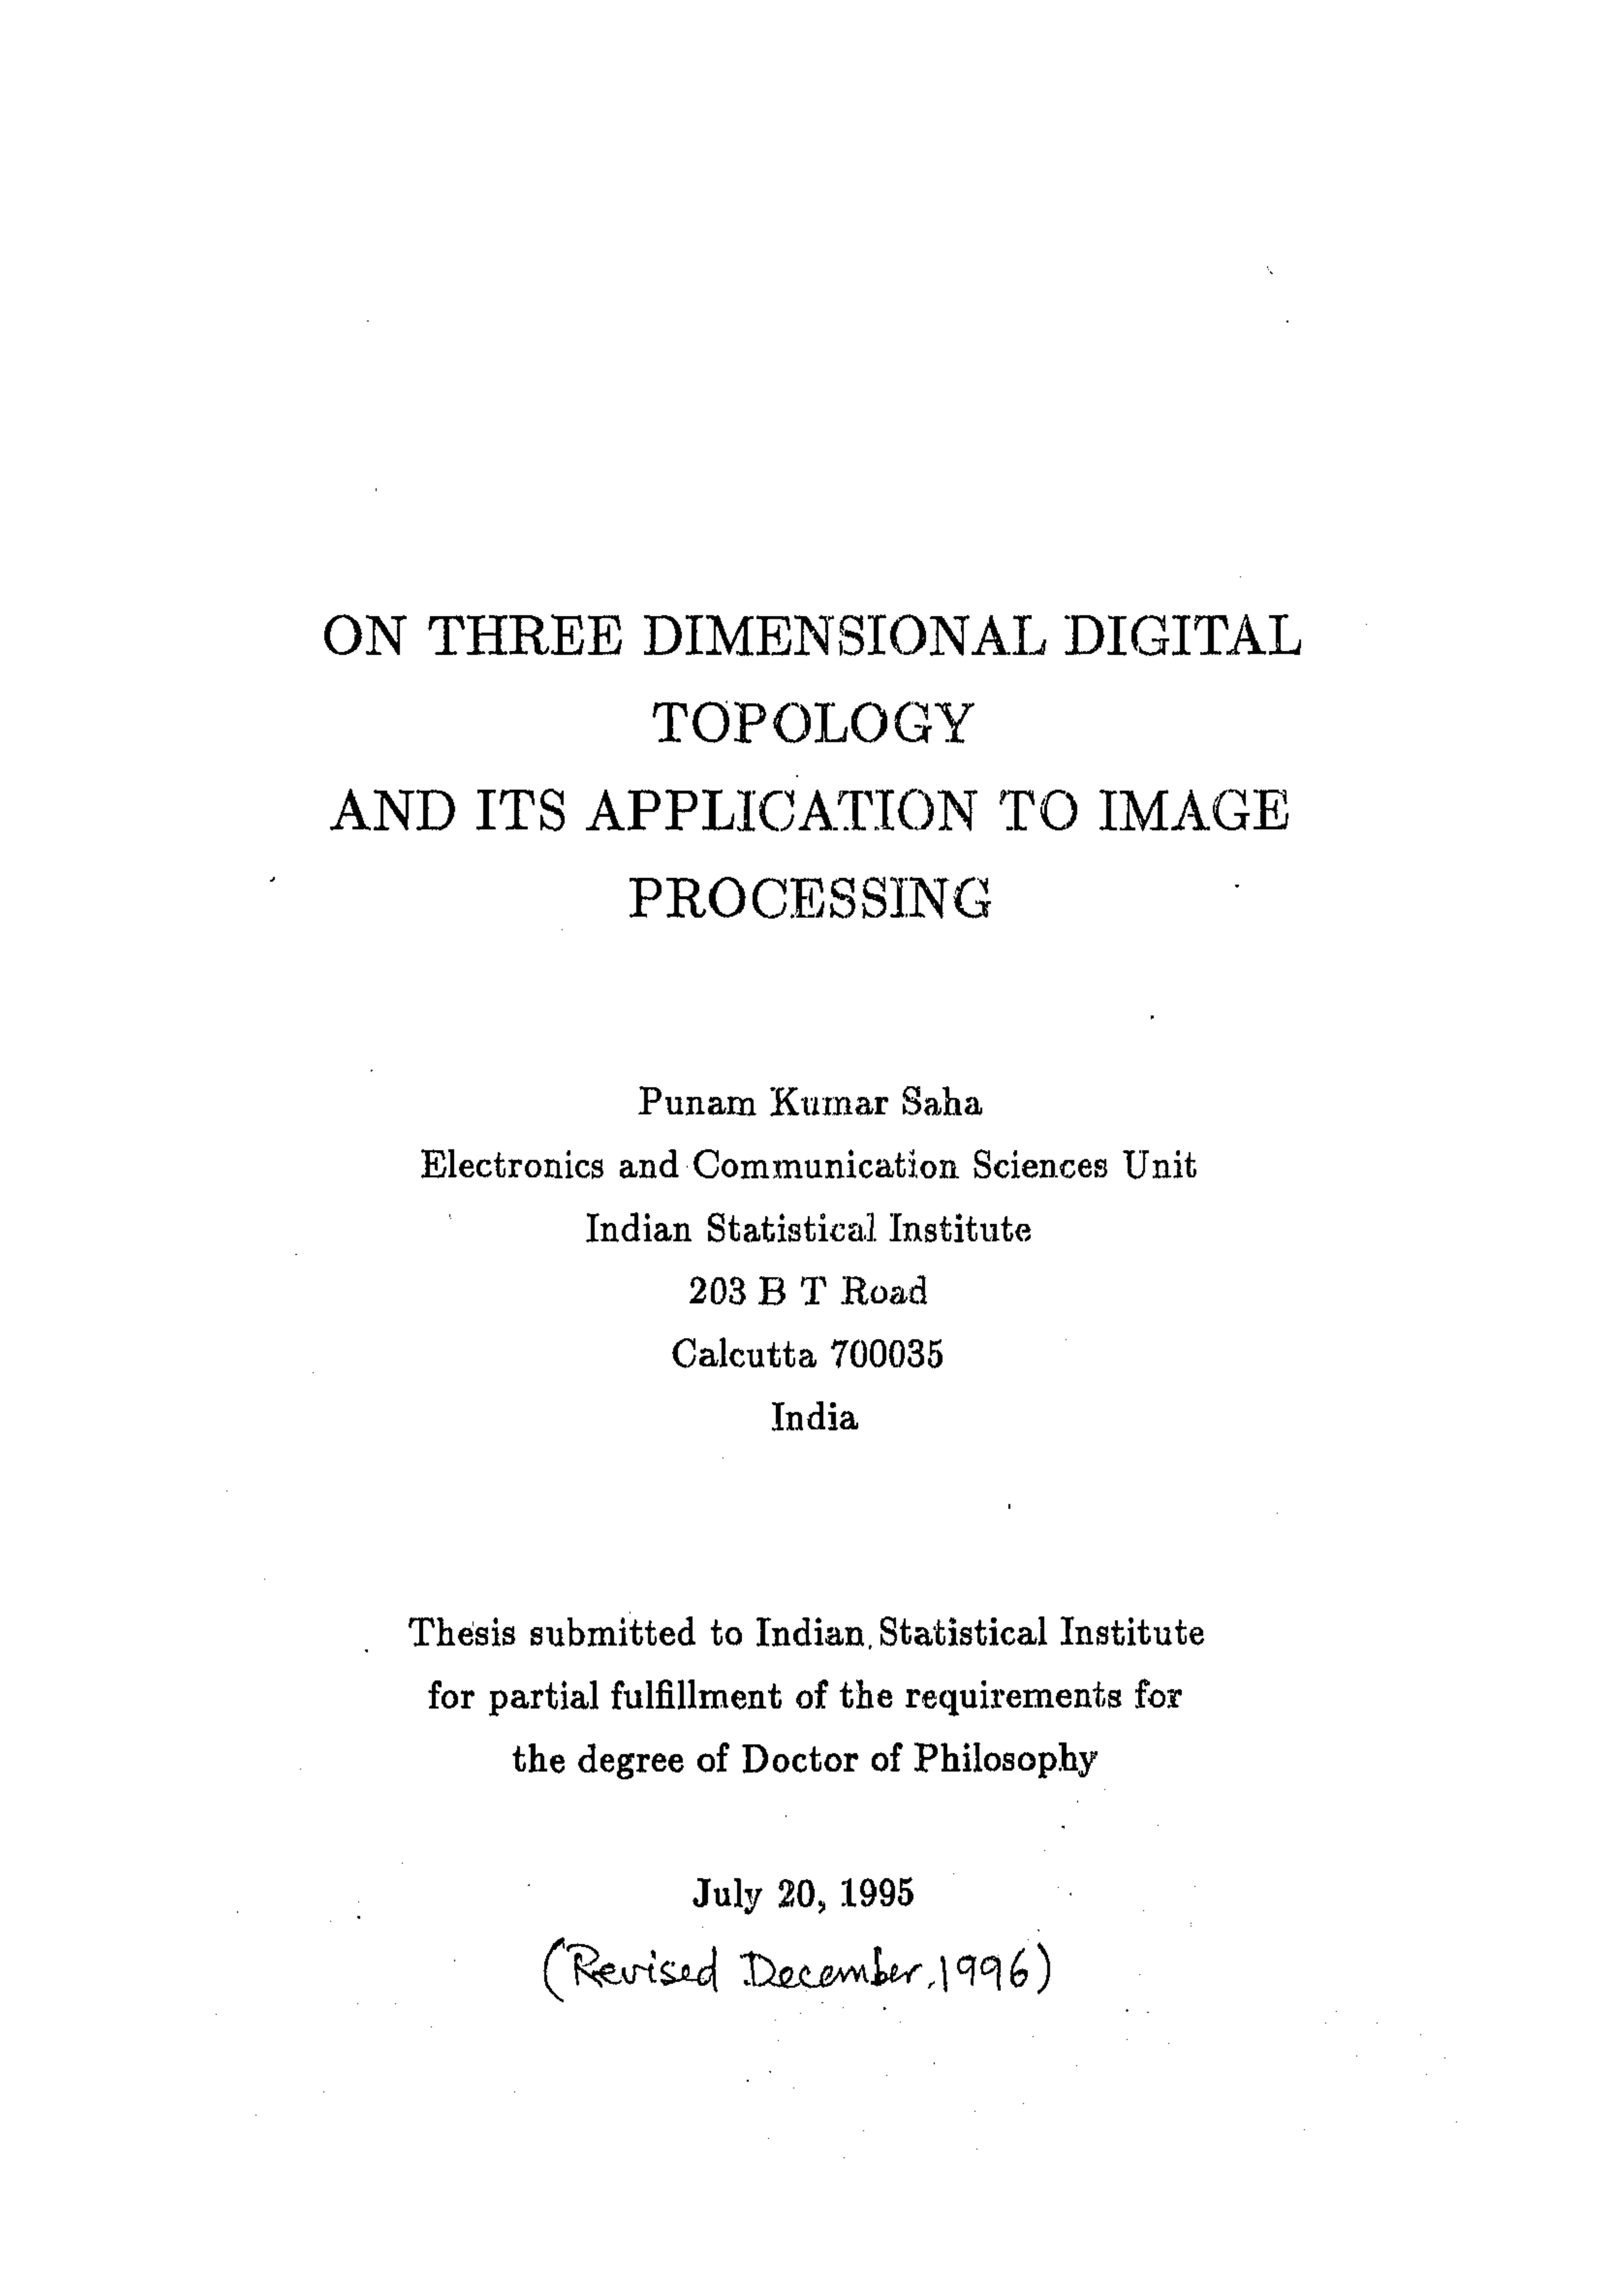 ON THREE DIMENSIONAL DIGITAL
TOPOLOGY
AND ITS APPLICATION TO IMAGE
PROCESSING
Punam Kumar Saha
Electronics and Communication Sciences Unit
Indian Statistical Institute
203 B T Road
Calcutta 700035
India
Thesis submitted to Indian Statistical Institute
for partial fulfillment of the requirements for
the degree of Doctor of Philosophy
July 20, 1995
(Revised December, 1996)